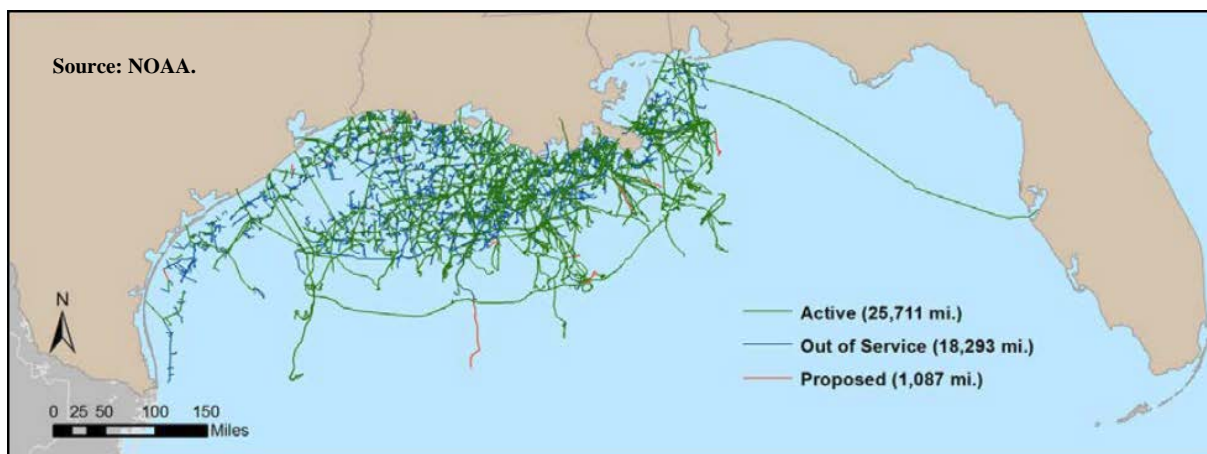 Source: NOAA.
N
Active (25,711 mi.)
Out of Service (18,293 mi.)
Proposed (1,087 mi.)
0 25 50 100 150
Miles